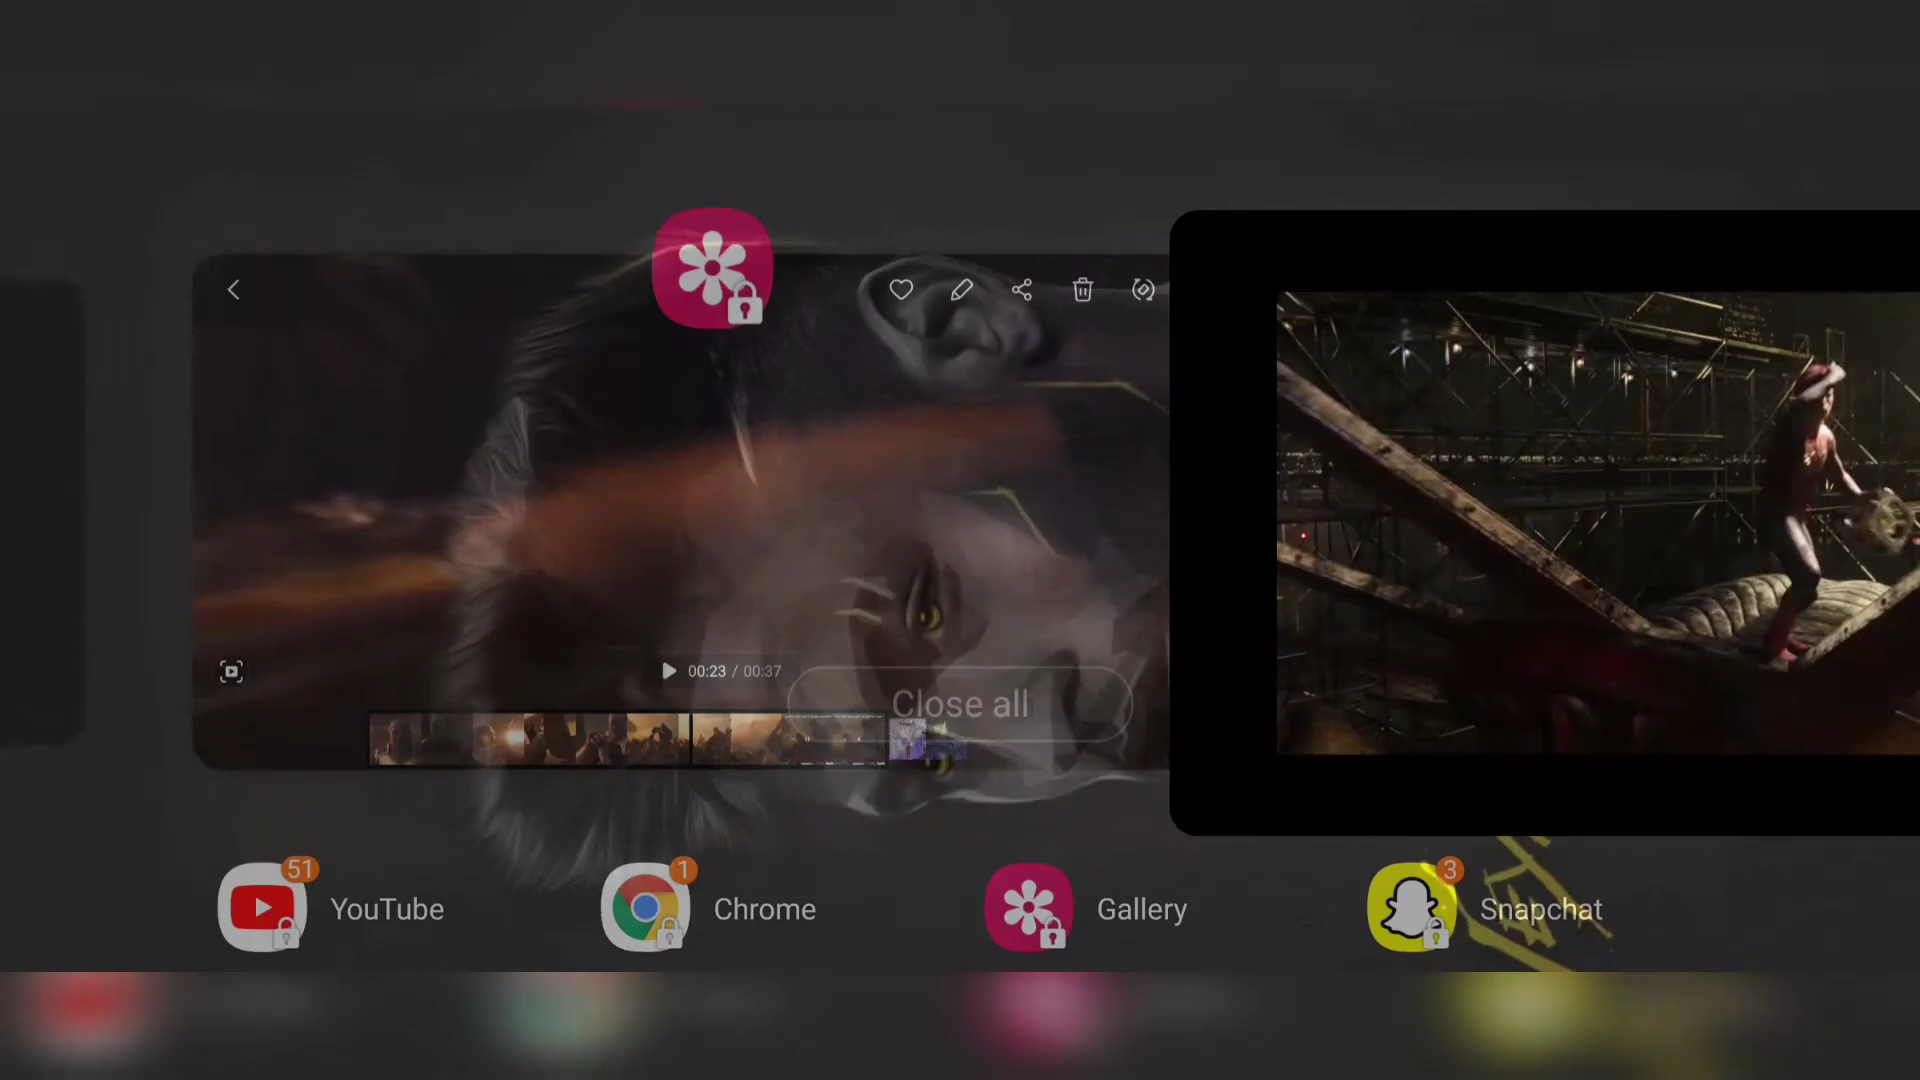 00:23 / 00:37
Close all
51
YouTube
1
Chrome
Gallery
3
Snapchat